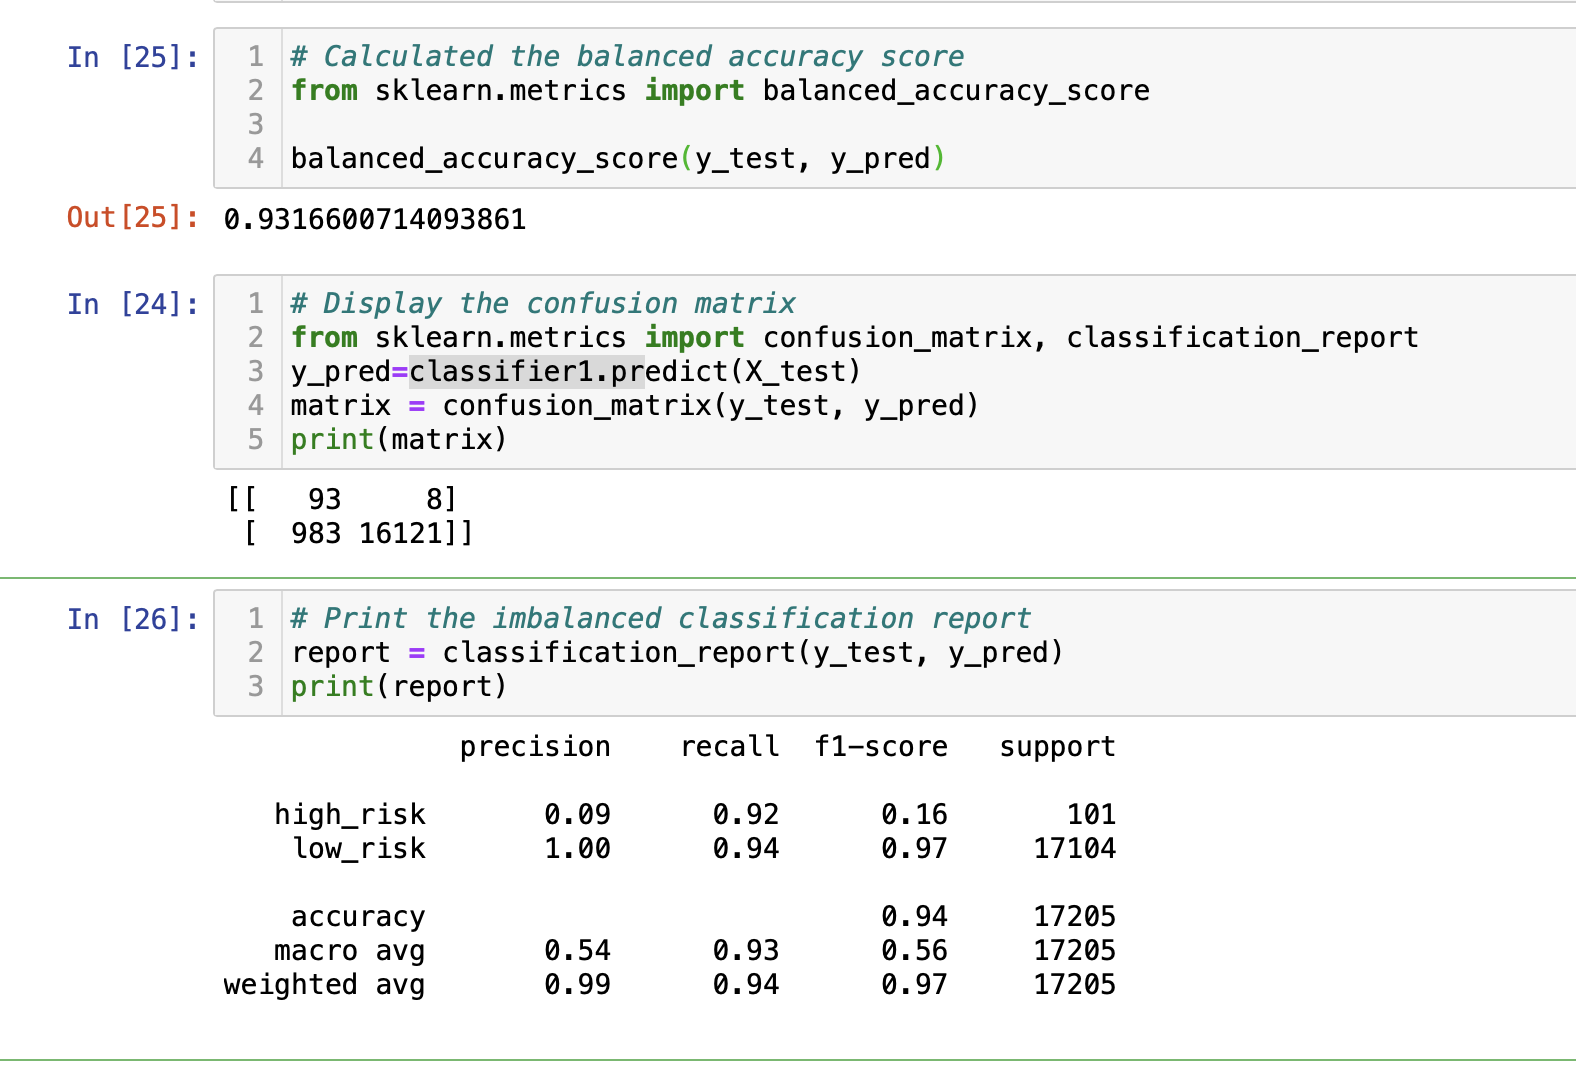 In [25]:
1 # Calculated the balanced accuracy score
2 from sklearn.metrics import balanced_accuracy_score
3
4 balanced_accuracy_score(y_test, y_pred)
Out[25]: 0.9316600714093861
In [24]:
1 # Display the confusion matrix
2 from sklearn.metrics import confusion_matrix, classification_report
3 y_pred=classifier1.predict(X_test)
4 matrix = confusion_matrix(y_test, y_pred)
5 print(matrix)
[[   93     8]
 [  983 16121]]
In [26]:
1 # Print the imbalanced classification report
2 report = classification_report(y_test, y_pred)
3 print(report)
precision    recall  f1-score   support
high_risk       0.09      0.92      0.16       101
low_risk       1.00      0.94      0.97     17104
accuracy                           0.94     17205
macro avg       0.54      0.93      0.56     17205
weighted avg       0.99      0.94      0.97     17205